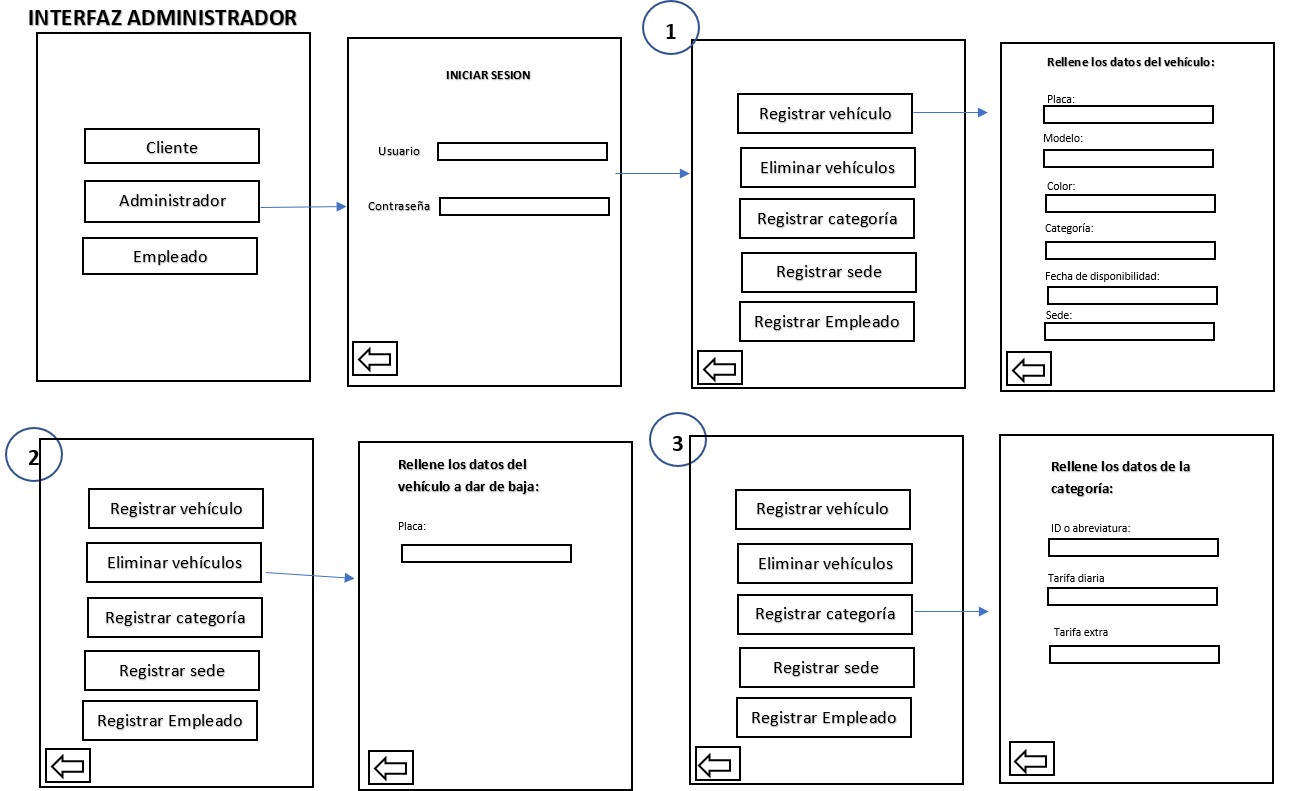 INTERFAZ ADMINISTRADOR
Cliente
Administrador
Empleado
INICIAR SESION
Usuario
Contraseña
1
Registrar vehículo
Eliminar vehículos
Registrar categoría
Registrar sede
Registrar Empleado
Rellene los datos del vehículo:
Placa:
Modelo:
Color:
Categoría:
Fecha de disponibilidad:
Sede:
2
Registrar vehículo
Eliminar vehículos
Registrar categoría
Registrar sede
Registrar Empleado
Rellene los datos del
vehículo a dar de baja:
Placa:
3
Registrar vehículo
Eliminar vehículos
Registrar categoría
Registrar sede
Registrar Empleado
Rellene los datos de la
categoría:
ID o abreviatura:
Tarifa diaria
Tarifa extra